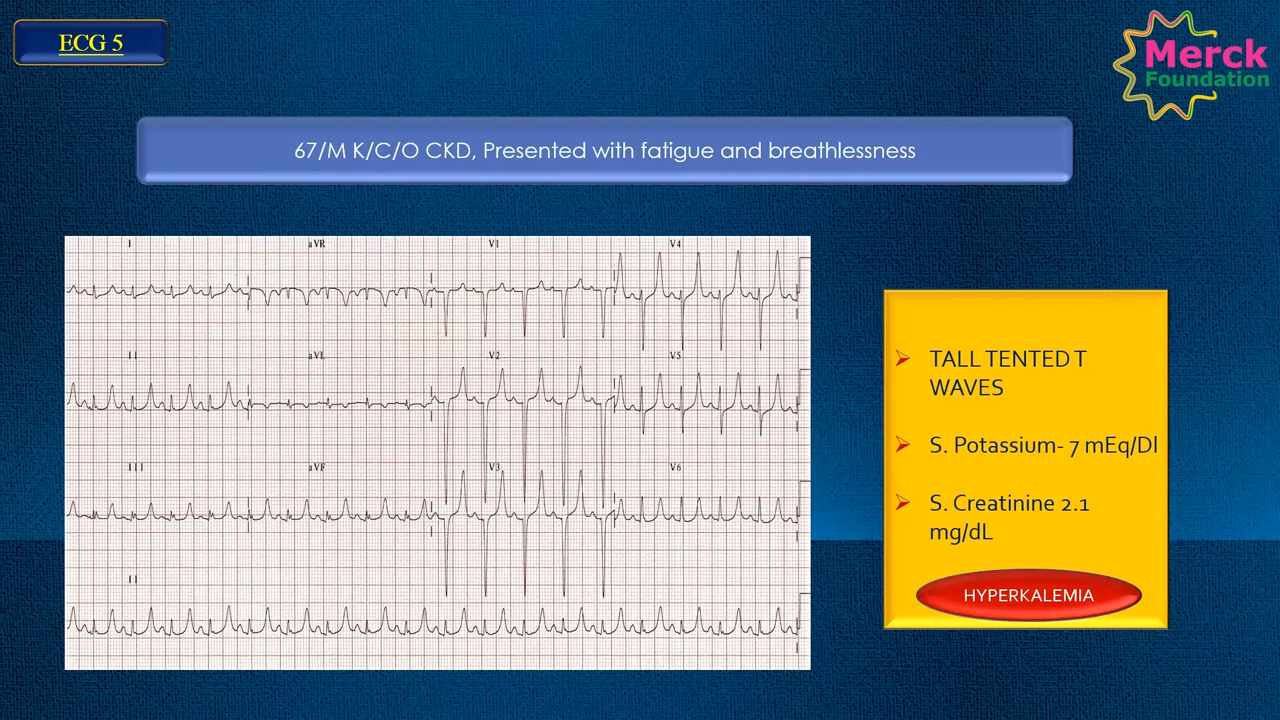 ECG 5
Merck
Foundation
67/M K/C/O CKD, Presented with fatigue and breathlessness
I aVR V1 V4
II aVL V2 V5
III aVF V3 V6
II
TALL TENTED T
WAVES
S. Potassium- 7 mEq/Dl
S. Creatinine 2.1
mg/dL
HYPERKALEMIA